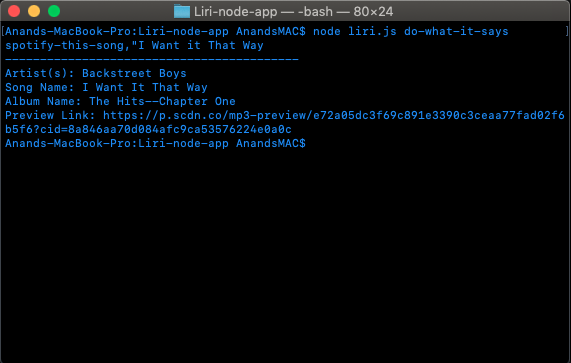 Liri-node-app — -bash — 80×24
[Anands-MacBook-Pro:Liri-node-app AnandsMAC$ node liri.js do-what-it-says ]
spotify-this-song,"I Want it That Way
------------------------------------------
Artist(s): Backstreet Boys
Song Name: I Want It That Way
Album Name: The Hits--Chapter One
Preview Link: https://p.scdn.co/mp3-preview/e72a05dc3f69c891e3390c3ceaa77fad02f6
b5f6?cid=8a846aa70d084afc9ca53576224e0a0c
Anands-MacBook-Pro:Liri-node-app AnandsMAC$